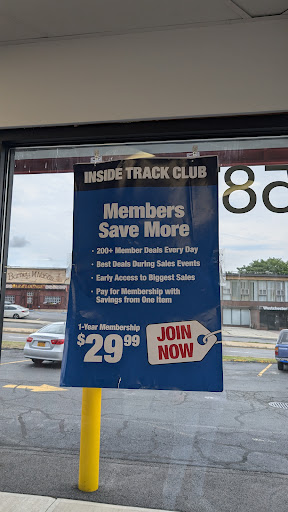 INSIDE TRACK CLUB
Members
Save More
• 200+ Member Deals Every Day
• Best Deals During Sales Events
• Early Access to Biggest Sales
• Pay for Membership with
Savings from One Item
1-Year Membership
$29.99
JOIN
NOW